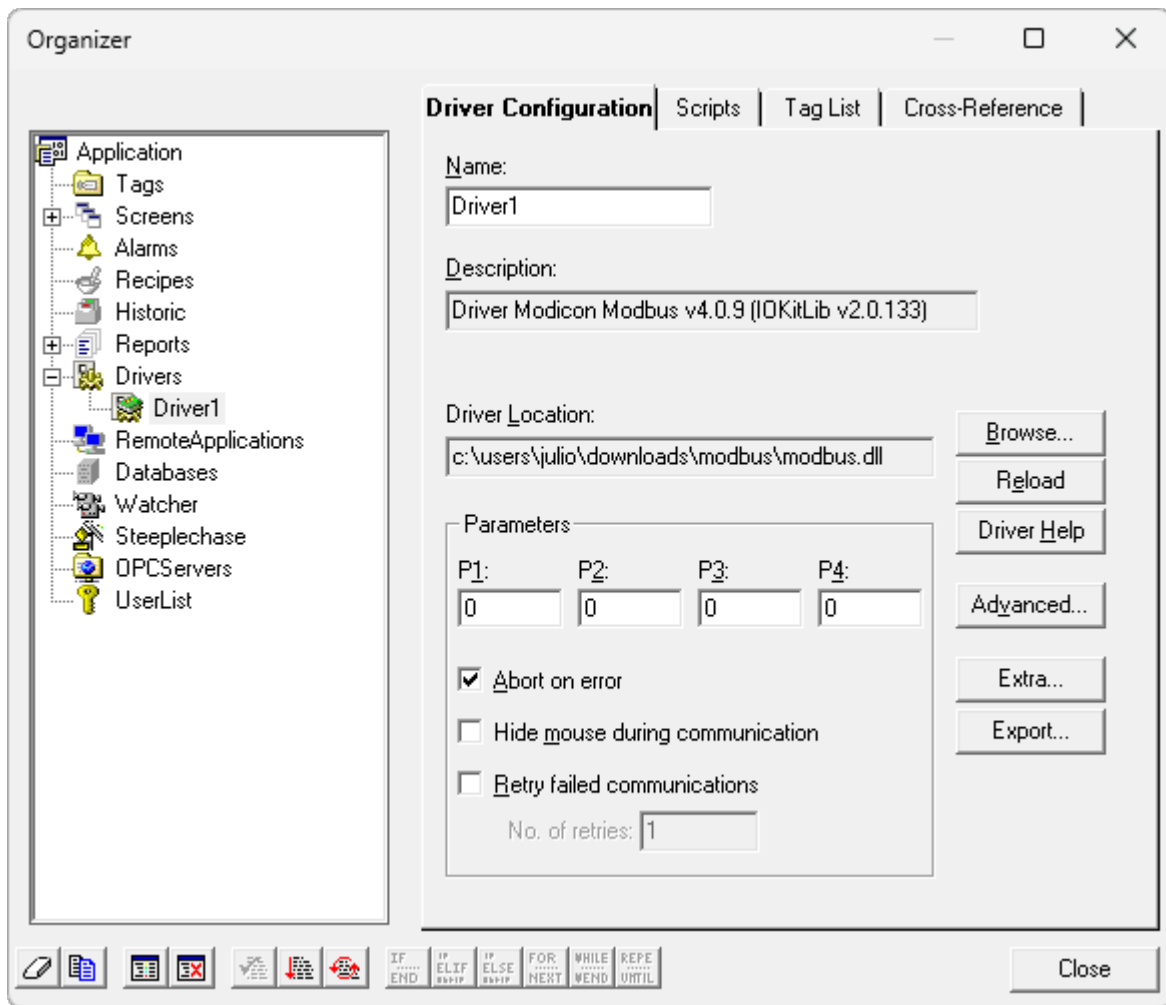 Organizer
Driver Configuration Scripts Tag List Cross-Reference
Application
Tags
Screens
Alarms
Recipes
Historic
Reports
Drivers
Driver1
RemoteApplications
Databases
Watcher
Steeplechase
OPCServers
UserList
Name:
Driver1
Description:
Driver Modicon Modbus v4.0.9 (IOKitLib v2.0.133)
Driver Location:
c:\users\julio\downloads\modbus\modbus.dll
Browse...
Reload
Driver Help
Advanced...
Extra...
Export...
Parameters
P1: P2: P3: P4:
0 0 0 0
Abort on error
Hide mouse during communication
Retry failed communications
No. of retries: 1
IF END
IF ELIF
IF ELSE
FOR NEXT
WHILE WEND
REPE UNTIL
Close